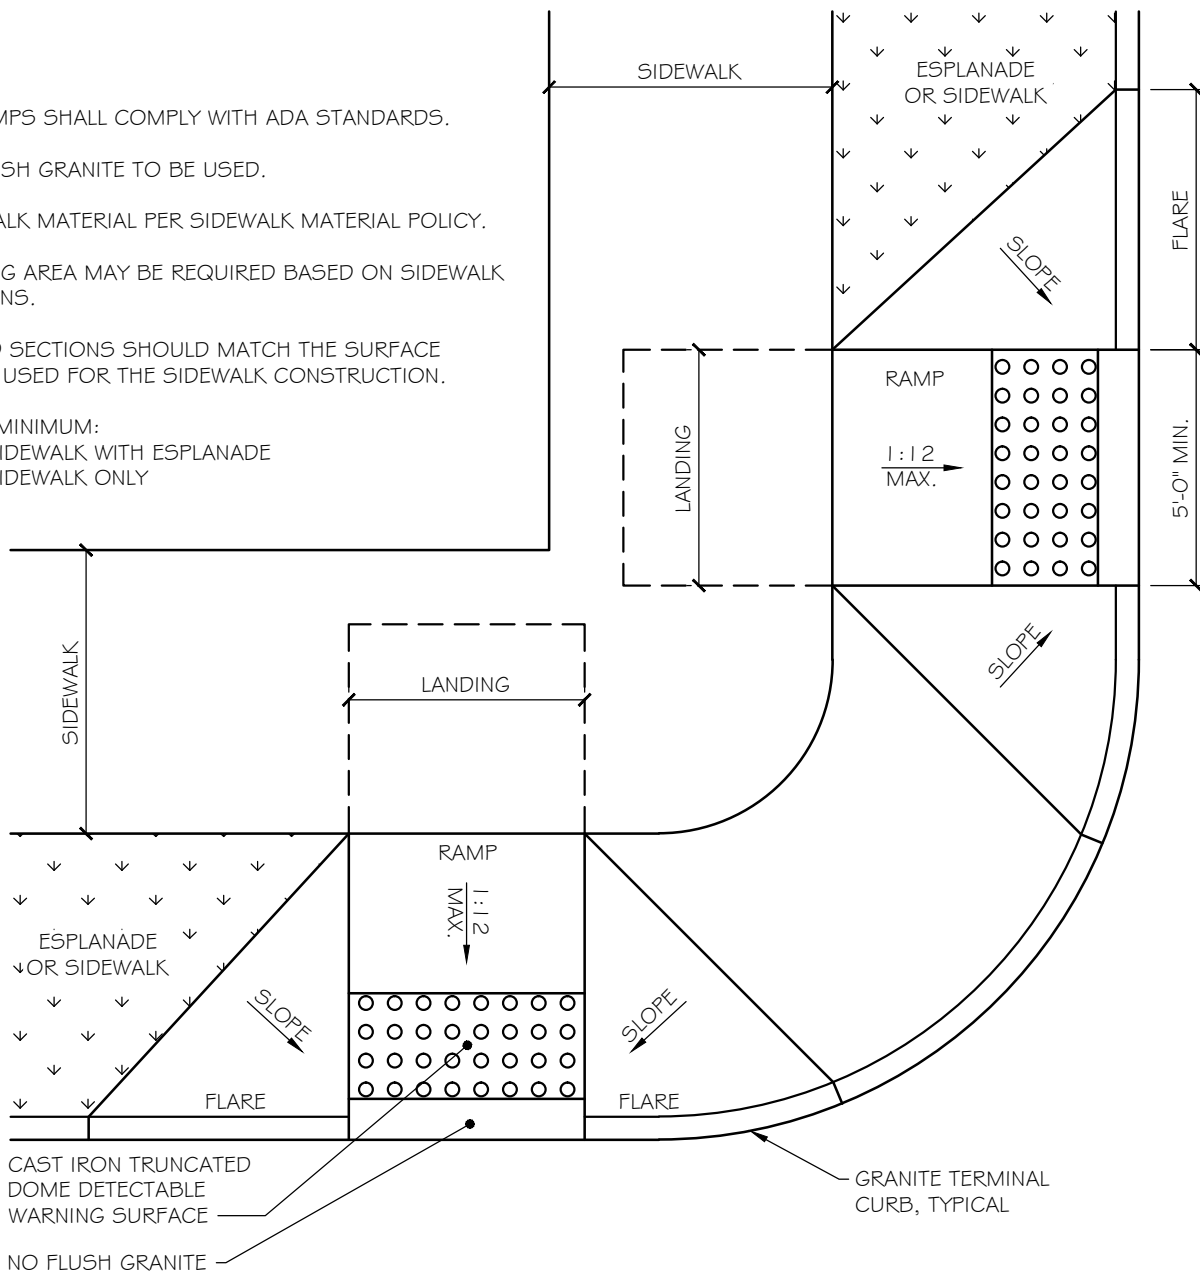 SIDEWALK
ESPLANADE
OR SIDEWALK
MPS SHALL COMPLY WITH ADA STANDARDS.
SH GRANITE TO BE USED.
ALK MATERIAL PER SIDEWALK MATERIAL POLICY.
G AREA MAY BE REQUIRED BASED ON SIDEWALK
NS.
SECTIONS SHOULD MATCH THE SURFACE
USED FOR THE SIDEWALK CONSTRUCTION.
MINIMUM:
IDEWALK WITH ESPLANADE
IDEWALK ONLY
FLARE
SLOPE
RAMP
LANDING
1:12
MAX.
5'-0" MIN.
SLOPE
SIDEWALK
LANDING
RAMP
1:12
MAX.
ESPLANADE
OR SIDEWALK
SLOPE
SLOPE
FLARE
FLARE
CAST IRON TRUNCATED
DOME DETECTABLE
WARNING SURFACE
NO FLUSH GRANITE
GRANITE TERMINAL
CURB, TYPICAL